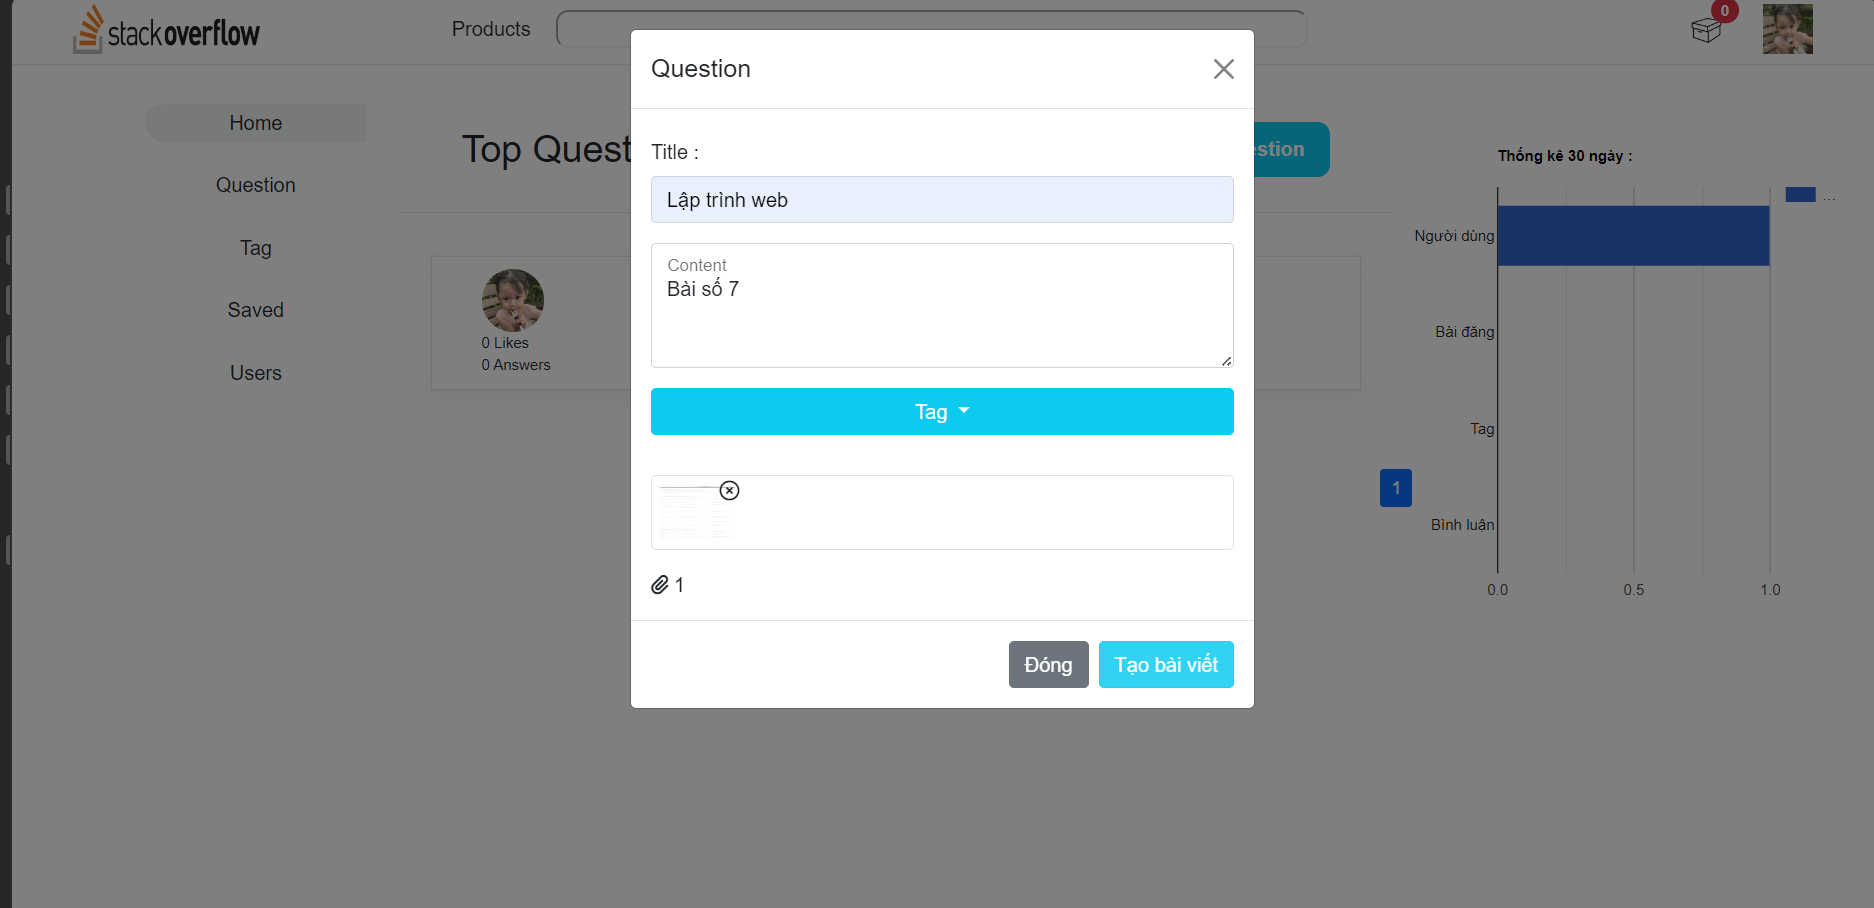 stackoverflow
Products
0
Home
Question
Tag
Saved
Users
Top Quest
estion
0 Likes
0 Answers
Question
Title :
Lập trình web
Content
Bài số 7
Tag
1
Đóng
Tạo bài viết
1
Thống kê 30 ngày :
...
Người dùng
Bài đăng
Tag
Bình luận
0.0
0.5
1.0